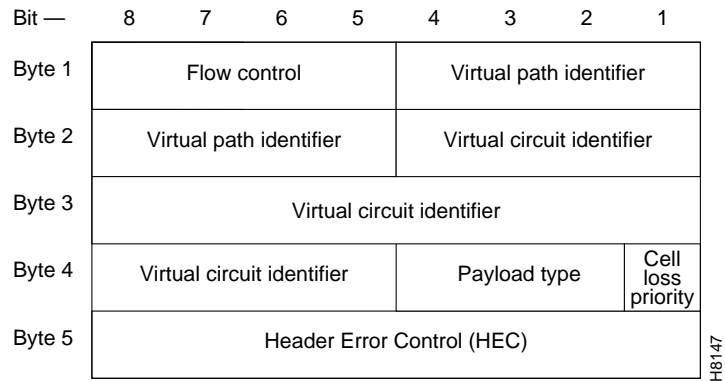 Bit — 8 7 6 5 4 3 2 1
Byte 1 Flow control Virtual path identifier
Byte 2 Virtual path identifier Virtual circuit identifier
Byte 3 Virtual circuit identifier
Byte 4 Virtual circuit identifier Payload type Cell loss priority
Byte 5 Header Error Control (HEC)
H8147